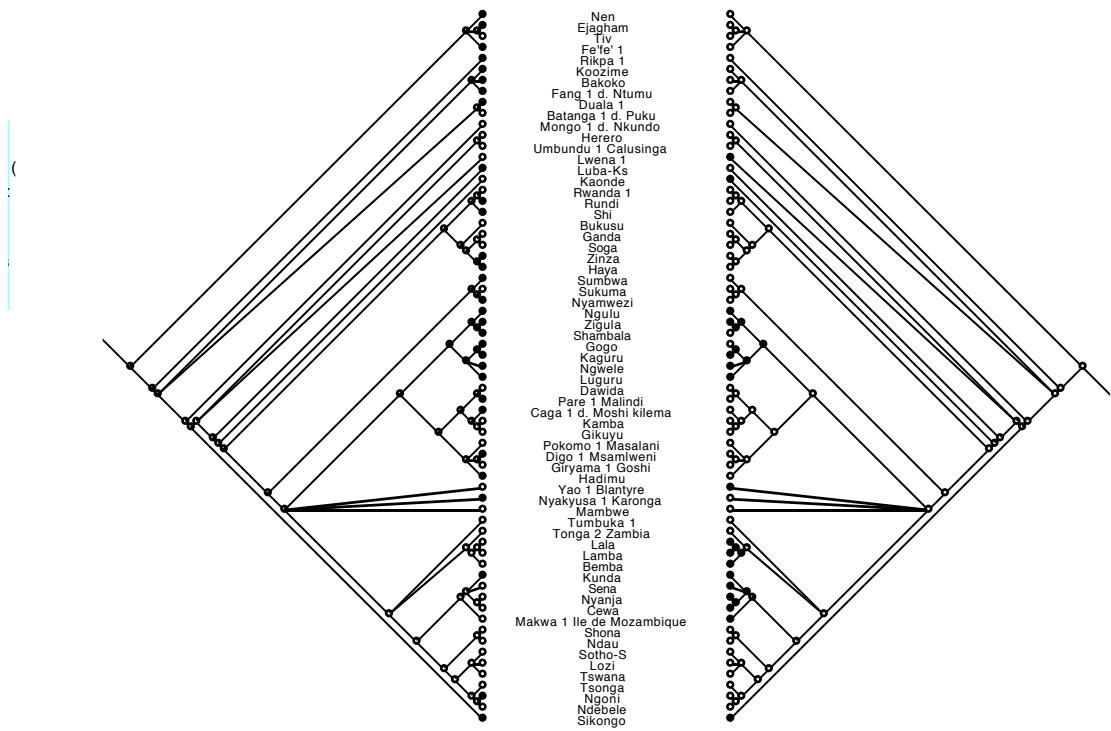 Nen
Ejagham
Tiv
Fe'fe' 1
Rikpa 1
Koozime
Bakoko
Fang 1 d. Ntumu
Duala 1
Batanga 1 d. Puku
Mongo 1 d. Nkundo
Herero
Umbundu 1 Calusinga
Lwena 1
Luba-Ks
Kaonde
Rwanda 1
Rundi
Shi
Bukusu
Ganda
Soga
Zinza
Haya
Sumbwa
Sukuma
Nyamwezi
Ngulu
Zigula
Shambala
Gogo
Kaguru
Ngwele
Luguru
Dawida
Pare 1 Malindi
Caga 1 d. Moshi kilema
Kamba
Gikuyu
Pokomo 1 Masalani
Digo 1 Msamlweni
Giryama 1 Goshi
Hadimu
Yao 1 Blantyre
Nyakyusa 1 Karonga
Mambwe
Tumbuka 1
Tonga 2 Zambia
Lala
Lamba
Bemba
Kunda
Sena
Nyanja
Cewa
Makwa 1 Ile de Mozambique
Shona
Ndau
Sotho-S
Lozi
Tswana
Tsonga
Ngoni
Ndebele
Sikongo